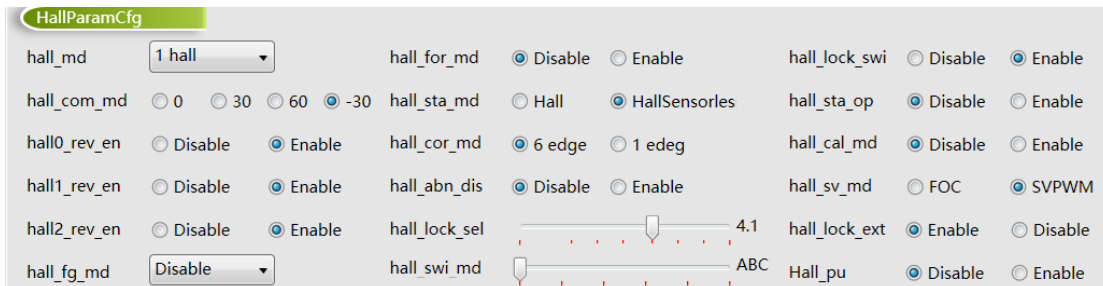 HallParamCfg
hall_md 1 hall hall_for_md Disable Enable hall_lock_swi Disable Enable
hall_com_md 0 30 60 -30 hall_sta_md Hall HallSensorles hall_sta_op Disable Enable
hall0_rev_en Disable Enable hall_cor_md 6 edge 1 edeg hall_cal_md Disable Enable
hall1_rev_en Disable Enable hall_abn_dis Disable Enable hall_sv_md FOC SVPWM
hall2_rev_en Disable Enable hall_lock_sel 4.1 hall_lock_ext Enable Disable
hall_fg_md Disable hall_swi_md ABC Hall_pu Disable Enable